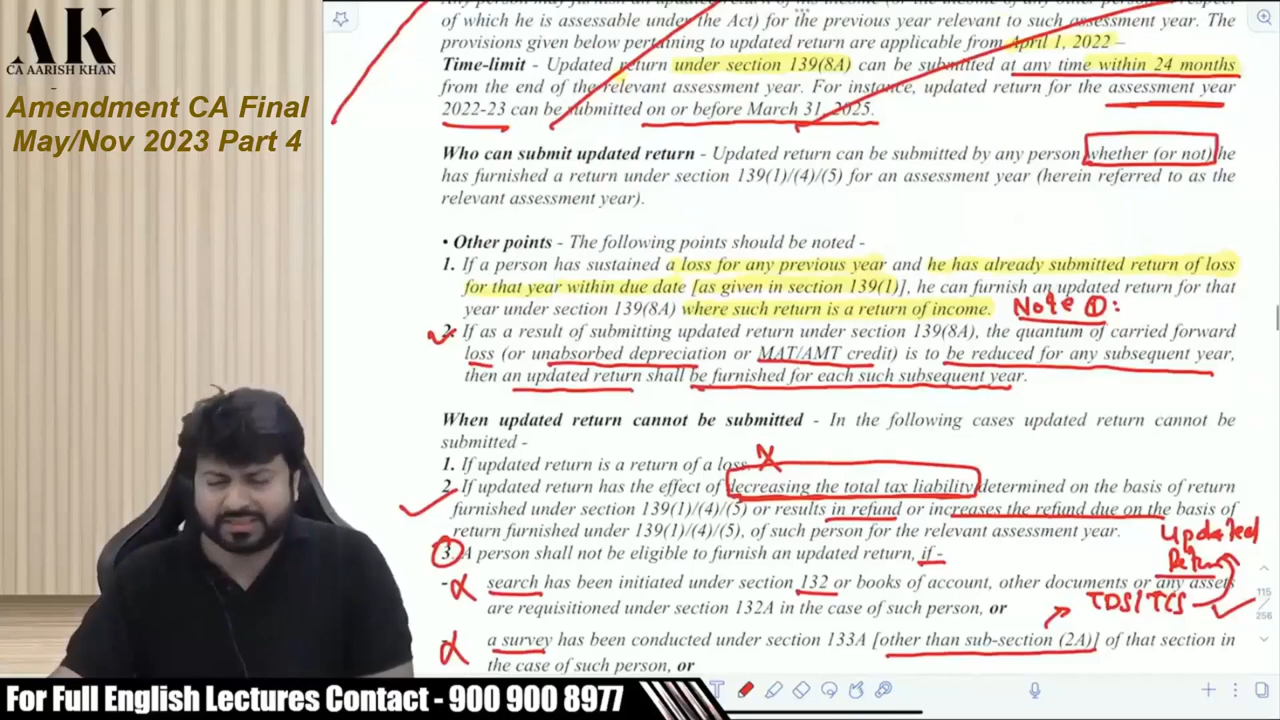 AK
CA AARISH KHAN
Amendment CA Final
May/Nov 2023 Part 4
of which he is assessable under the Act) for the previous year relevant to such assessment year. The
provisions given below pertaining to updated return are applicable from April 1, 2022 –
Time-limit - Updated return under section 139(8A) can be submitted at any time within 24 months
from the end of the relevant assessment year. For instance, updated return for the assessment year
2022-23 can be submitted on or before March 31, 2025.
Who can submit updated return - Updated return can be submitted by any person whether (or not) he
has furnished a return under section 139(1)/(4)/(5) for an assessment year (herein referred to as the
relevant assessment year).
• Other points - The following points should be noted -
1. If a person has sustained a loss for any previous year and he has already submitted return of loss
for that year within due date [as given in section 139(1)], he can furnish an updated return for that
year under section 139(8A) where such return is a return of income. Note ①:
2. If as a result of submitting updated return under section 139(8A), the quantum of carried forward
loss (or unabsorbed depreciation or MAT/AMT credit) is to be reduced for any subsequent year,
then an updated return shall be furnished for each such subsequent year.
When updated return cannot be submitted - In the following cases updated return cannot be
submitted -
1. If updated return is a return of a loss.
2. If updated return has the effect of decreasing the total tax liability determined on the basis of return
furnished under section 139(1)/(4)/(5) or results in refund or increases the refund due on the basis of
return furnished under 139(1)/(4)/(5), of such person for the relevant assessment year.
Updated
Return
3. A person shall not be eligible to furnish an updated return, if -
- search has been initiated under section 132 or books of account, other documents or any assets
are requisitioned under section 132A in the case of such person, or
TDS/TCS
a survey has been conducted under section 133A [other than sub-section (2A)] of that section in
the case of such person, or
115
256
For Full English Lectures Contact - 900 900 8977